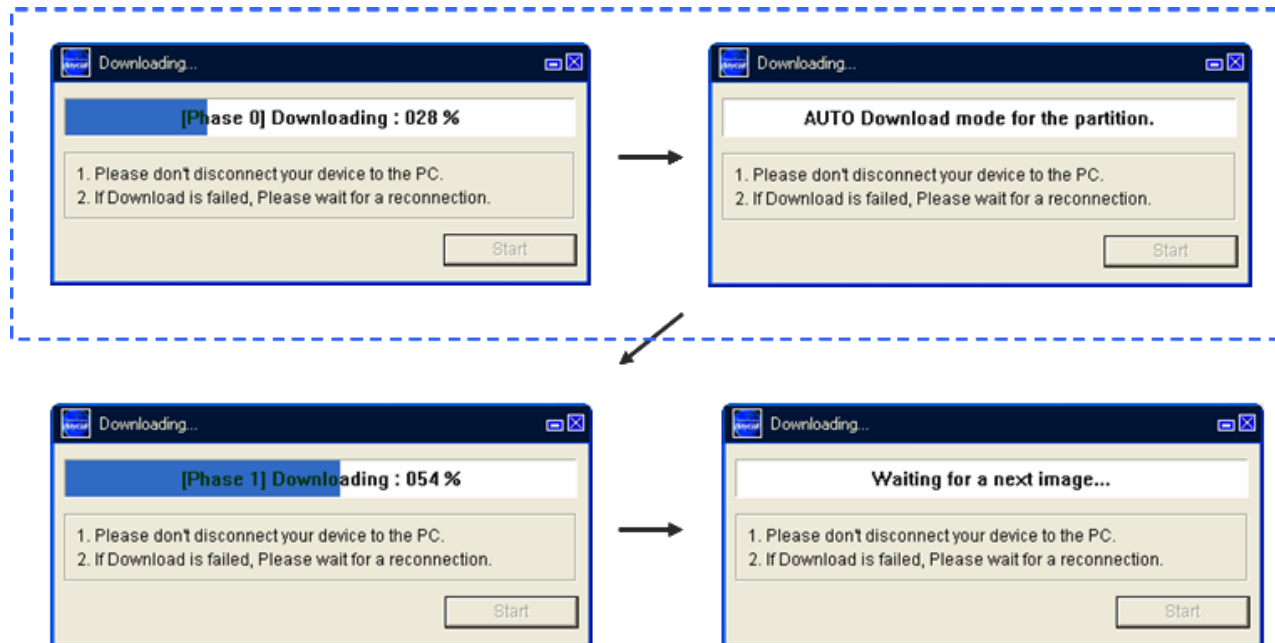 Downloading...
[Phase 0] Downloading : 028 %
1. Please don't disconnect your device to the PC.
2. If Download is failed, Please wait for a reconnection.
Start
Downloading...
AUTO Download mode for the partition.
1. Please don't disconnect your device to the PC.
2. If Download is failed, Please wait for a reconnection.
Start
Downloading...
[Phase 1] Downloading : 054 %
1. Please don't disconnect your device to the PC.
2. If Download is failed, Please wait for a reconnection.
Start
Downloading...
Waiting for a next image...
1. Please don't disconnect your device to the PC.
2. If Download is failed, Please wait for a reconnection.
Start